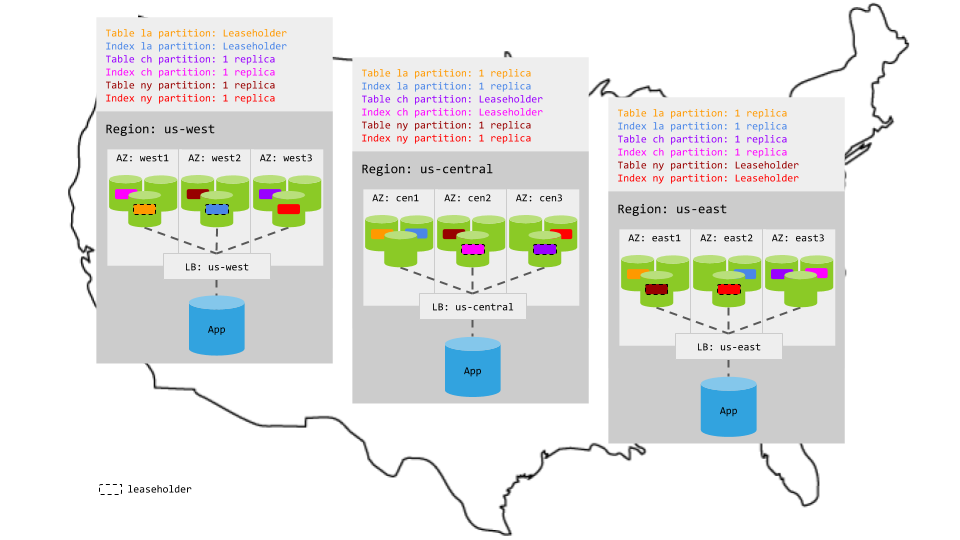 Table la partition: Leaseholder
Index la partition: Leaseholder
Table ch partition: 1 replica
Index ch partition: 1 replica
Table ny partition: 1 replica
Index ny partition: 1 replica
Region: us-west
AZ: west1
AZ: west2
AZ: west3
LB: us-west
App
Table la partition: 1 replica
Index la partition: 1 replica
Table ch partition: Leaseholder
Index ch partition: Leaseholder
Table ny partition: 1 replica
Index ny partition: 1 replica
Region: us-central
AZ: cen1
AZ: cen2
AZ: cen3
LB: us-central
App
Table la partition: 1 replica
Index la partition: 1 replica
Table ch partition: 1 replica
Index ch partition: 1 replica
Table ny partition: Leaseholder
Index ny partition: Leaseholder
Region: us-east
AZ: east1
AZ: east2
AZ: east3
LB: us-east
App
leaseholder